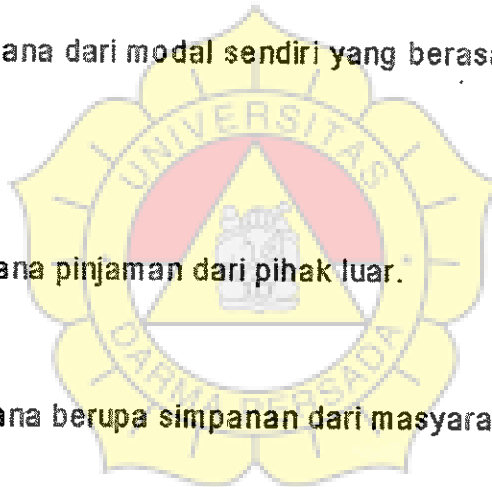 ana dari modal sendiri yang beras
UNIVERSITAS
ana pinjaman dari pihak luar.
DARMA PERSADA
ana berupa simpanan dari masyara